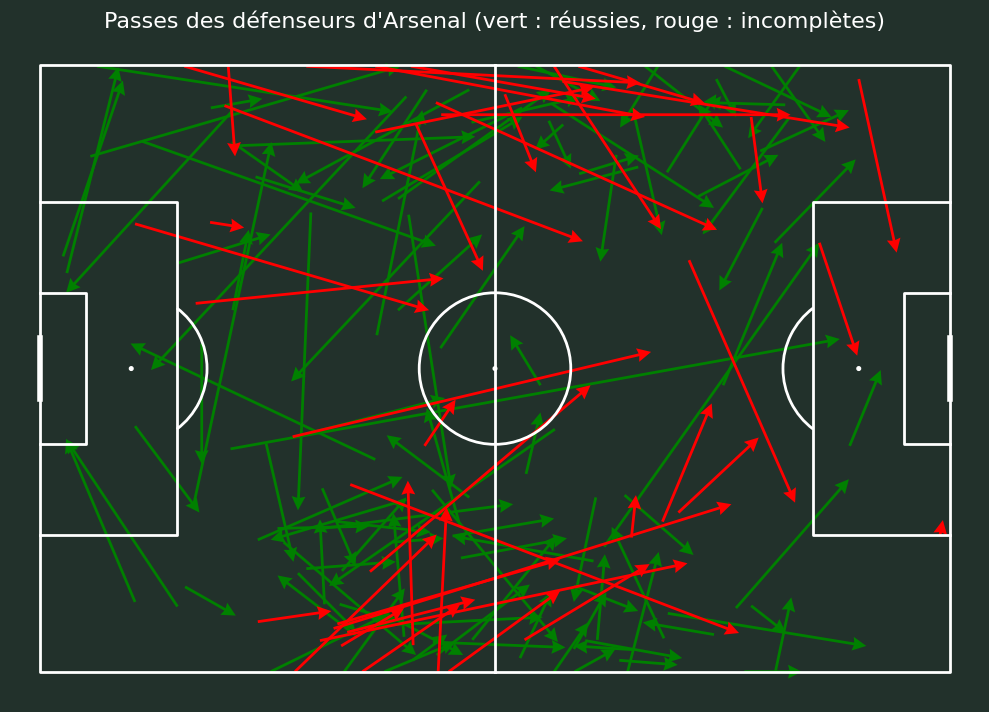 Passes des défenseurs d'Arsenal (vert : réussies, rouge : incomplètes)